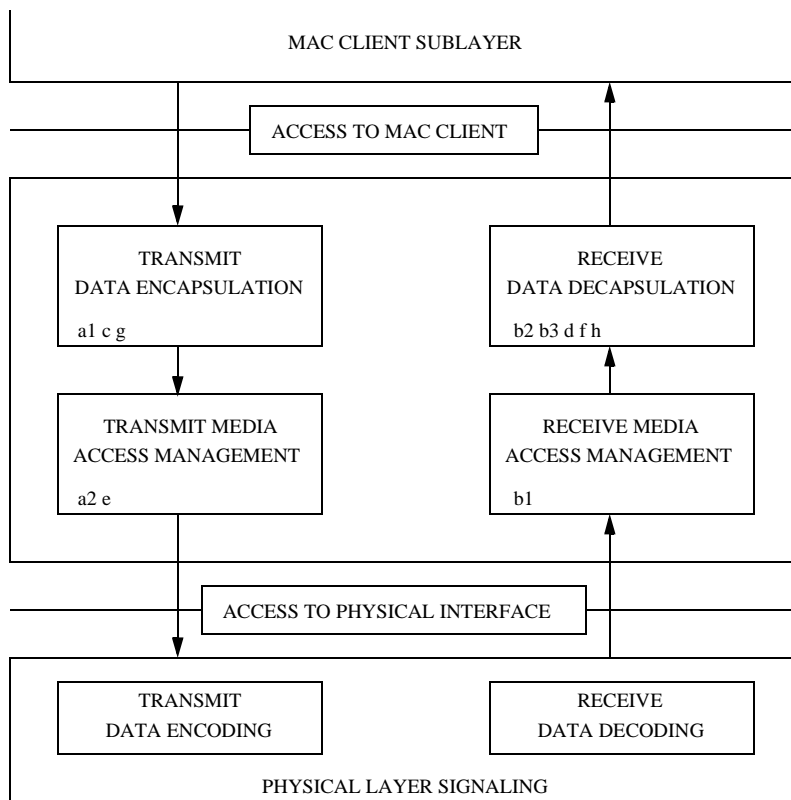 MAC CLIENT SUBLAYER
ACCESS TO MAC CLIENT
TRANSMIT
DATA ENCAPSULATION
a1 c g
RECEIVE
DATA DECAPSULATION
b2 b3 d f h
TRANSMIT MEDIA
ACCESS MANAGEMENT
a2 e
RECEIVE MEDIA
ACCESS MANAGEMENT
b1
ACCESS TO PHYSICAL INTERFACE
TRANSMIT
DATA ENCODING
RECEIVE
DATA DECODING
PHYSICAL LAYER SIGNALING